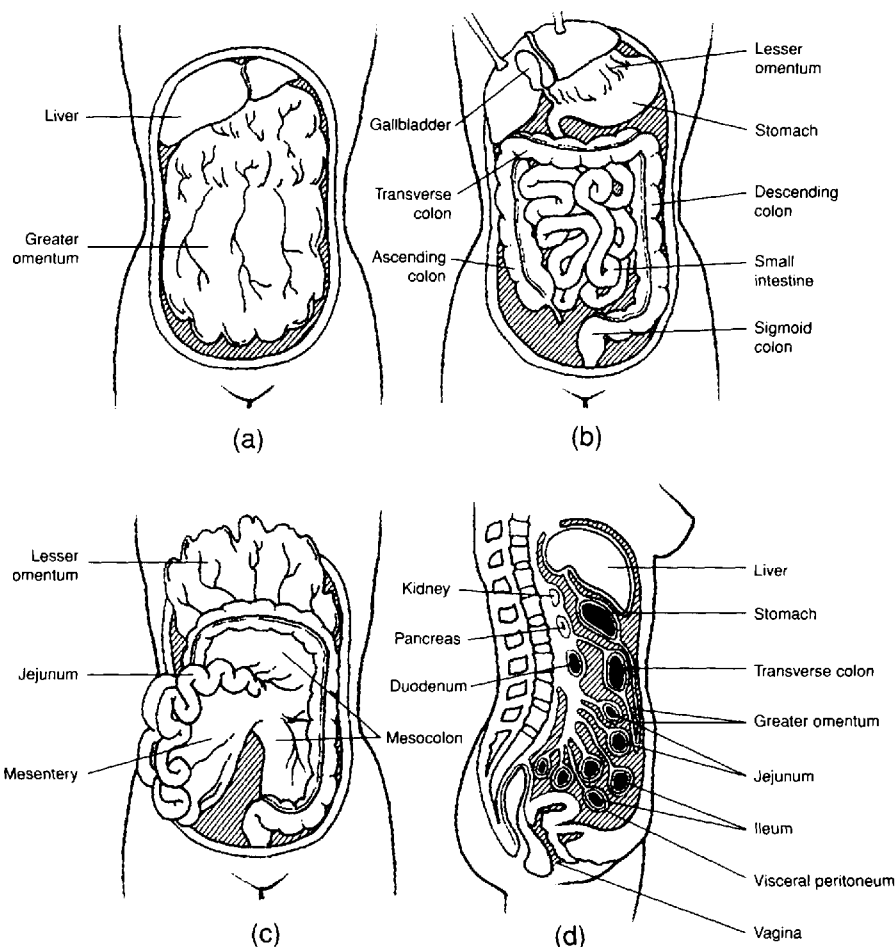 Liver
Greater
omentum
(a)
Gallbladder
Transverse
colon
Ascending
colon
Lesser
omentum
Stomach
Descending
colon
Small
intestine
Sigmoid
colon
(b)
Lesser
omentum
Jejunum
Mesentery
Mesocolon
(c)
Kidney
Pancreas
Duodenum
Liver
Stomach
Transverse colon
Greater omentum
Jejunum
Ileum
Visceral peritoneum
Vagina
(d)